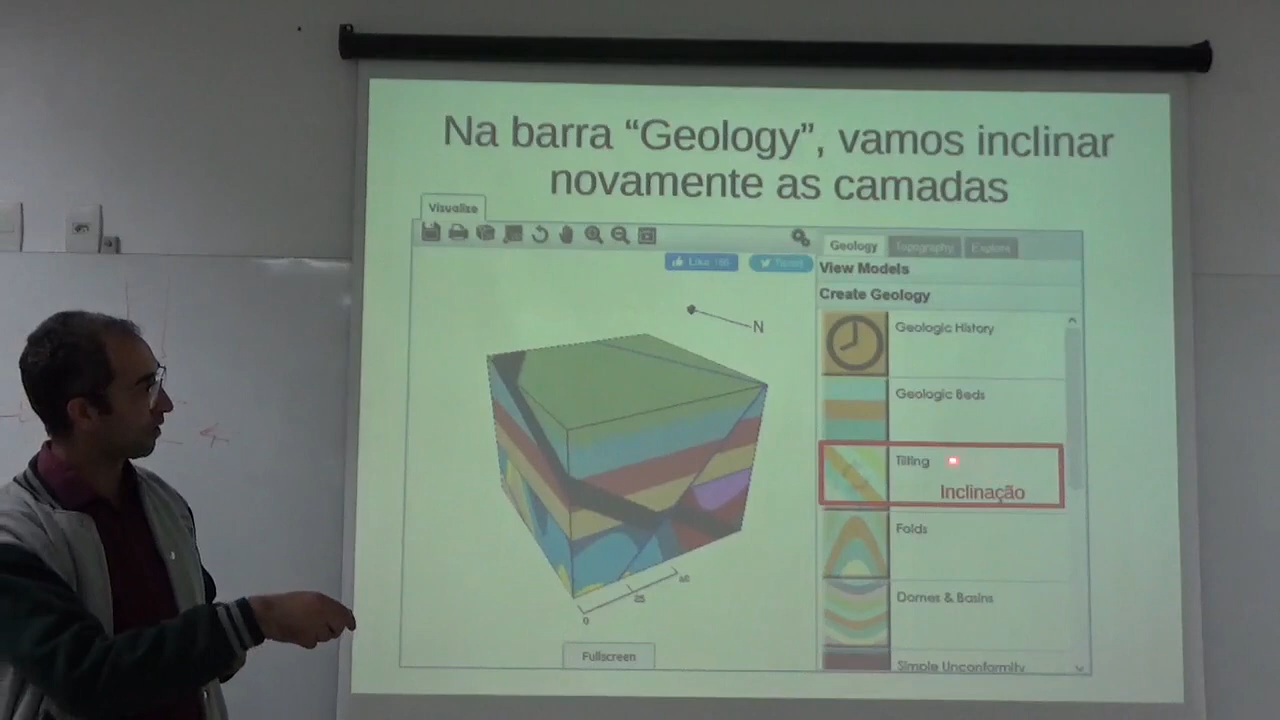 Na barra “Geology”, vamos inclinar
novamente as camadas
Visualize
Geology Topography Explore
Like
Tweet
View Models
Create Geology
N
Geologic History
Geologic Beds
Tilting
Inclinação
Folds
Domes & Basins
Simple Unconformity
0
25
50
Fullscreen